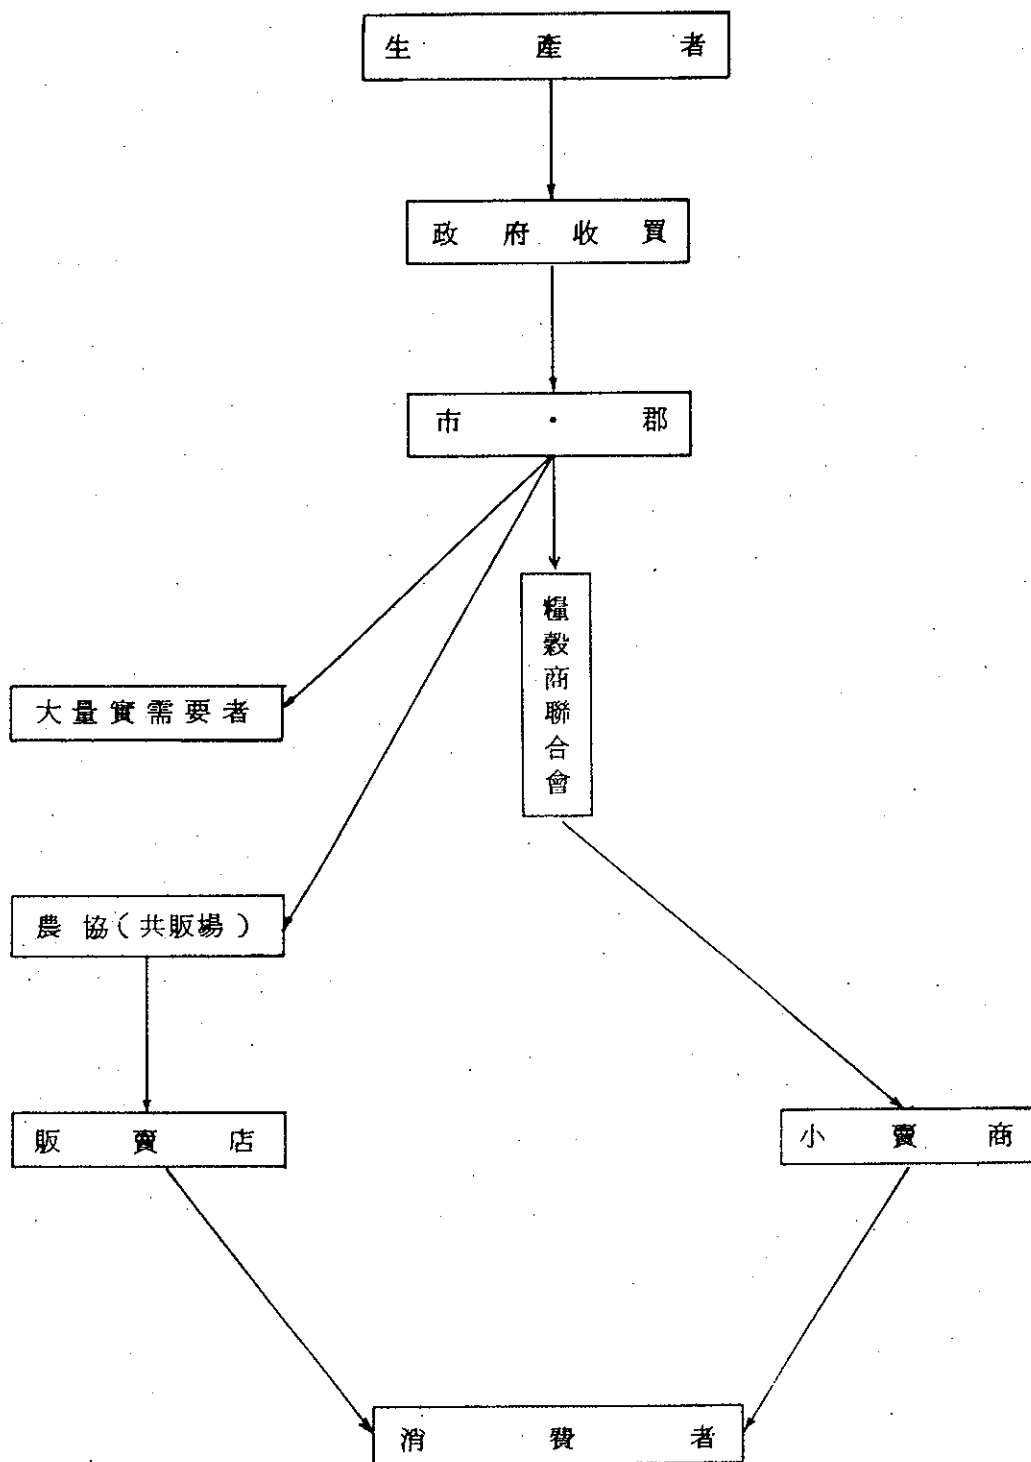 生產者
政府收買
市・郡
糧穀商聯合會
大量實需要者
農協(共販場)
販賣店
小賣商
消費者